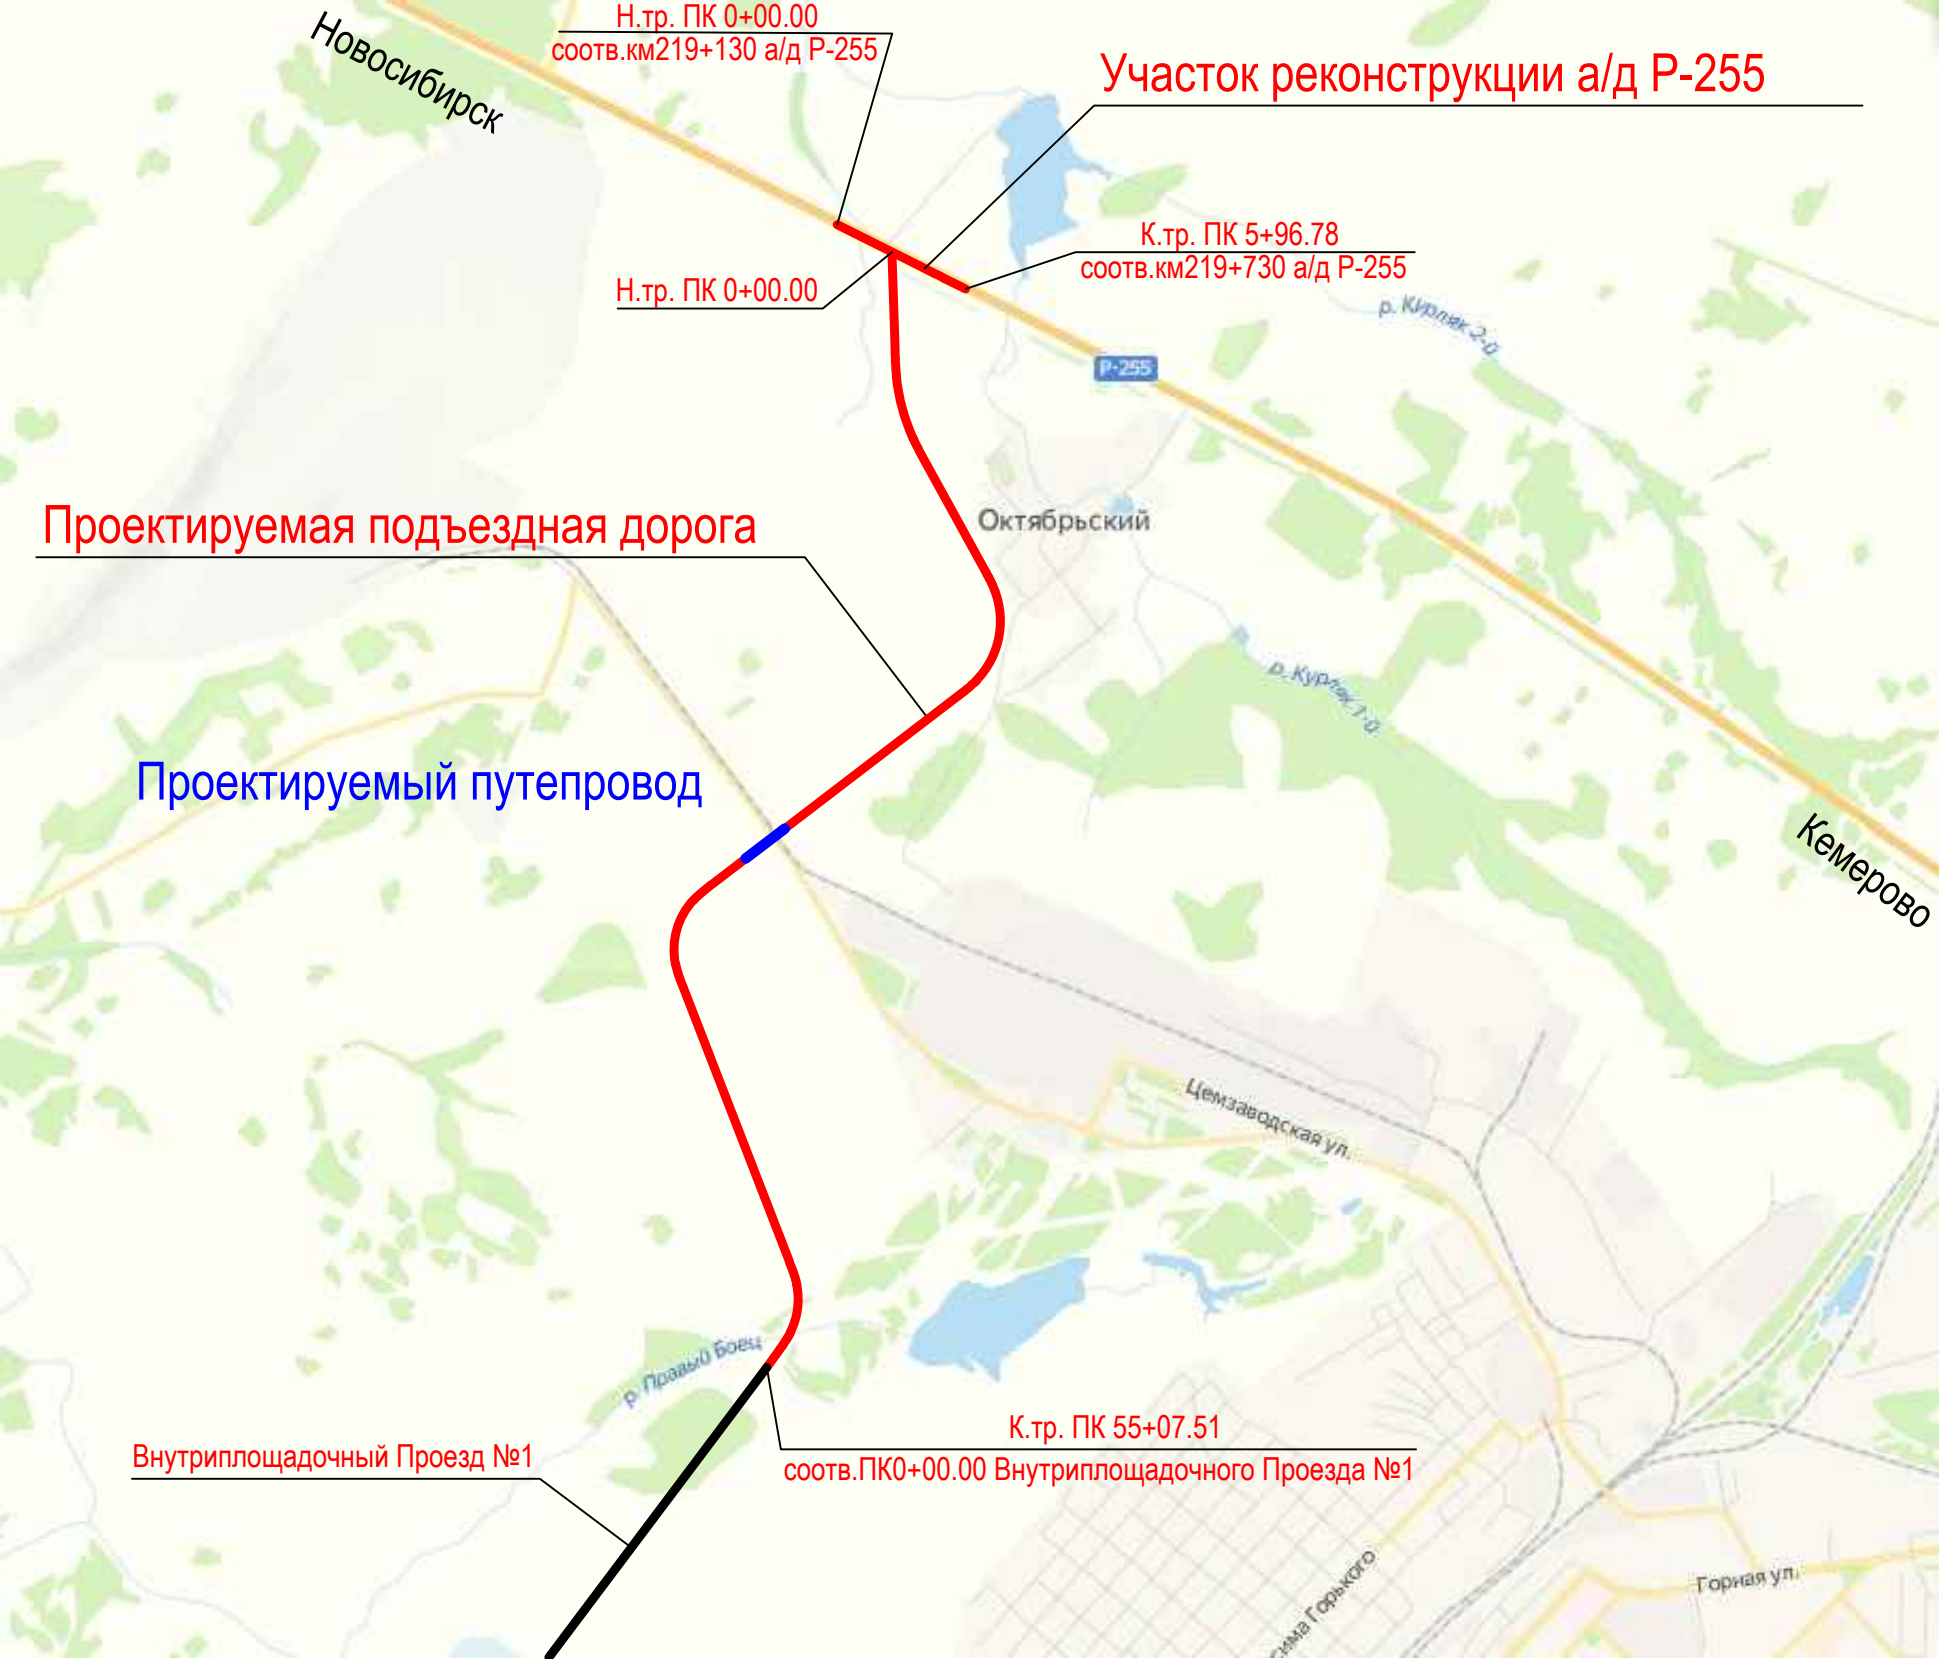 Н.тр. ПК 0+00.00
соотв.км219+130 а/д Р-255
Новосибирск
Участок реконструкции а/д Р-255
К.тр. ПК 5+96.78
соотв.км219+730 а/д Р-255
Н.тр. ПК 0+00.00
р. Кирляк 2-й
Р-255
Проектируемая подъездная дорога
Октябрьский
р. Курляк 1-й
Проектируемый путепровод
Кемерово
Цемзаводская ул.
р. Правый Боец
К.тр. ПК 55+07.51
соотв.ПК0+00.00 Внутриплощадочного Проезда №1
Внутриплощадочный Проезд №1
сима Горького
Горная ул.